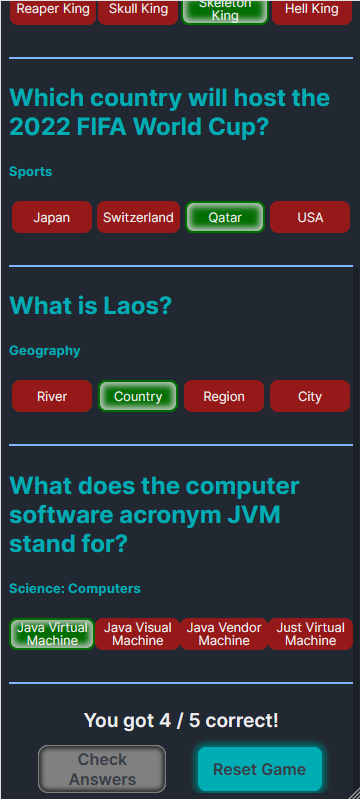 Reaper King
Skull King
Skeleton
King
Hell King
Which country will host the
2022 FIFA World Cup?
Sports
Japan
Switzerland
Qatar
USA
What is Laos?
Geography
River
Country
Region
City
What does the computer
software acronym JVM
stand for?
Science: Computers
Java Virtual
Machine
Java Visual
Machine
Java Vendor
Machine
Just Virtual
Machine
You got 4 / 5 correct!
Check
Answers
Reset Game